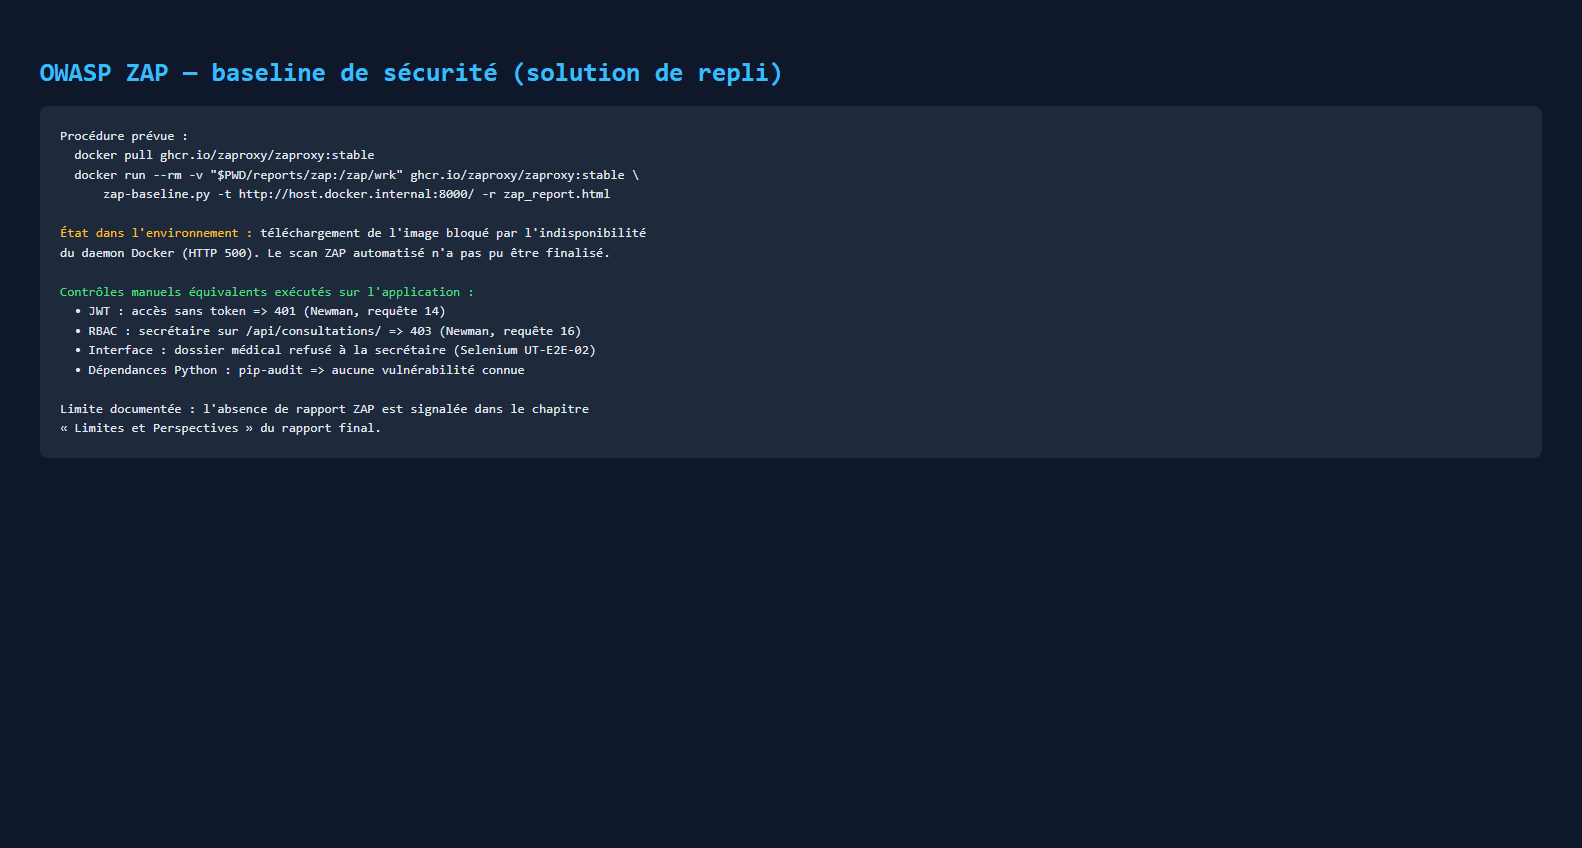 OWASP ZAP — baseline de sécurité (solution de repli)
Procédure prévue :
docker pull ghcr.io/zaproxy/zaproxy:stable
docker run --rm -v "$PWD/reports/zap:/zap/wrk" ghcr.io/zaproxy/zaproxy:stable \
zap-baseline.py -t http://host.docker.internal:8000/ -r zap_report.html
État dans l'environnement : téléchargement de l'image bloqué par l'indisponibilité
du daemon Docker (HTTP 500). Le scan ZAP automatisé n'a pas pu être finalisé.
Contrôles manuels équivalents exécutés sur l'application :
• JWT : accès sans token => 401 (Newman, requête 14)
• RBAC : secrétaire sur /api/consultations/ => 403 (Newman, requête 16)
• Interface : dossier médical refusé à la secrétaire (Selenium UT-E2E-02)
• Dépendances Python : pip-audit => aucune vulnérabilité connue
Limite documentée : l'absence de rapport ZAP est signalée dans le chapitre
« Limites et Perspectives » du rapport final.